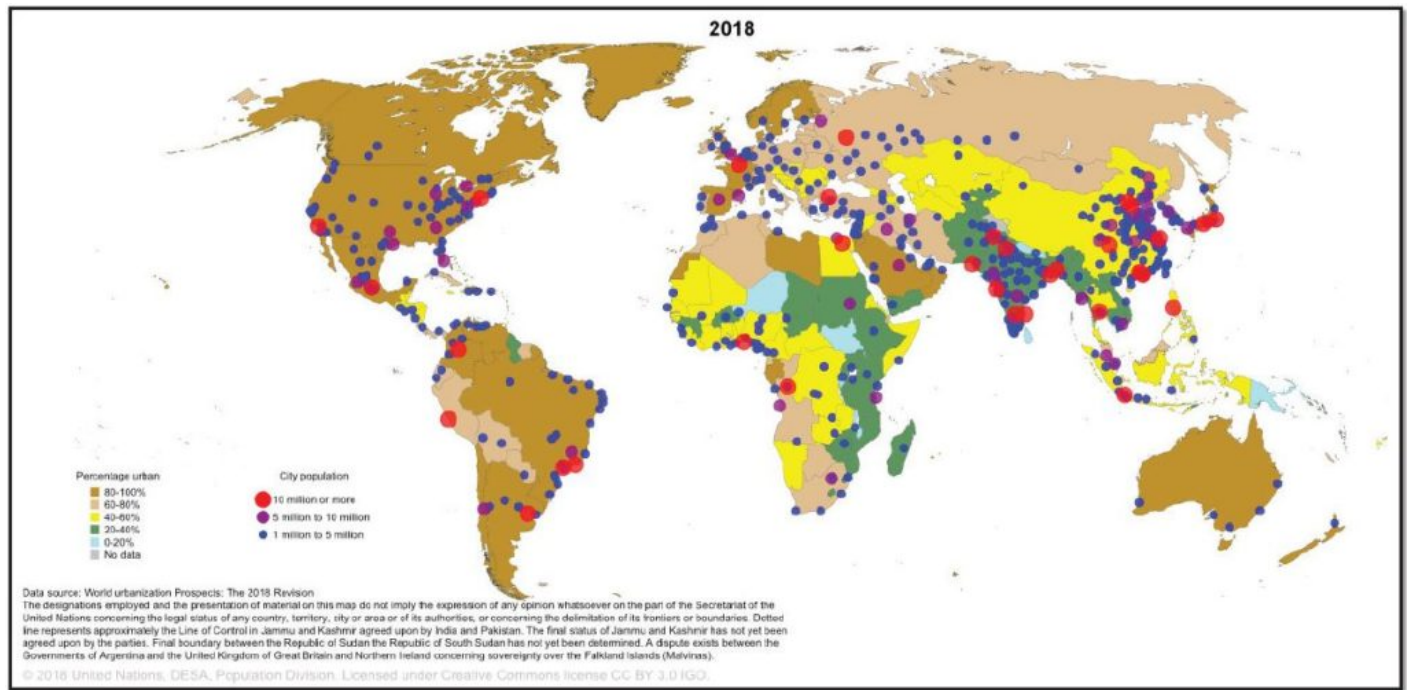 2018
Percentage urban
80-100%
60-80%
40-60%
20-40%
0-20%
No data
City population
10 million or more
5 million to 10 million
1 million to 5 million
Data source: World urbanization Prospects: The 2018 Revision
The designations employed and the presentation of material on this map do not imply the expression of any opinion whatsoever on the part of the Secretariat of the
United Nations concerning the legal status of any country, territory, city or area or of its authorities, or concerning the delimitation of its frontiers or boundaries. Dotted
line represents approximately the Line of Control in Jammu and Kashmir agreed upon by India and Pakistan. The final status of Jammu and Kashmir has not yet been
agreed upon by the parties. Final boundary between the Republic of Sudan the Republic of South Sudan has not yet been determined. A dispute exists between the
Governments of Argentina and the United Kingdom of Great Britain and Northern Ireland concerning sovereignty over the Falkland Islands (Malvinas).
© 2018 United Nations, DESA, Population Division. Licensed under Creative Commons license CC BY 3.0 IGO.